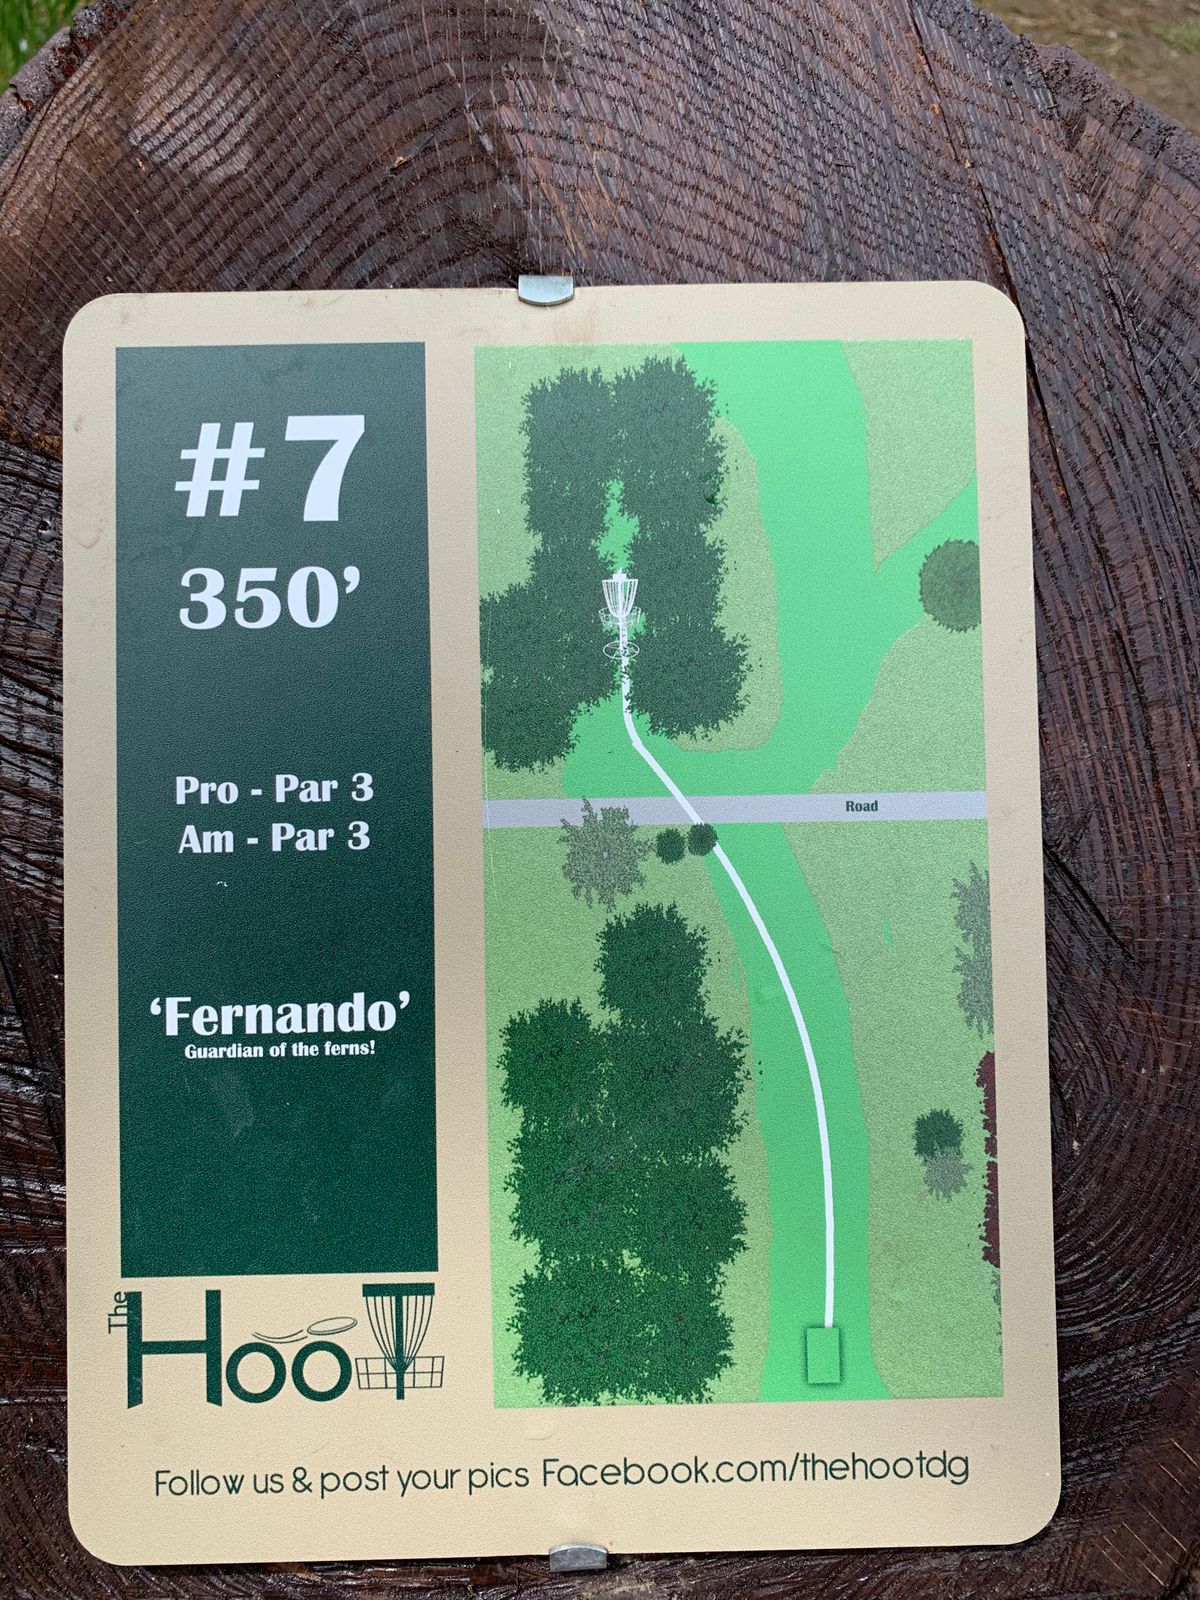 #7
350’
Pro - Par 3
Am - Par 3
‘Fernando’
Guardian of the ferns!
Road
The
HooT
Follow us & post your pics Facebook.com/thehootdg